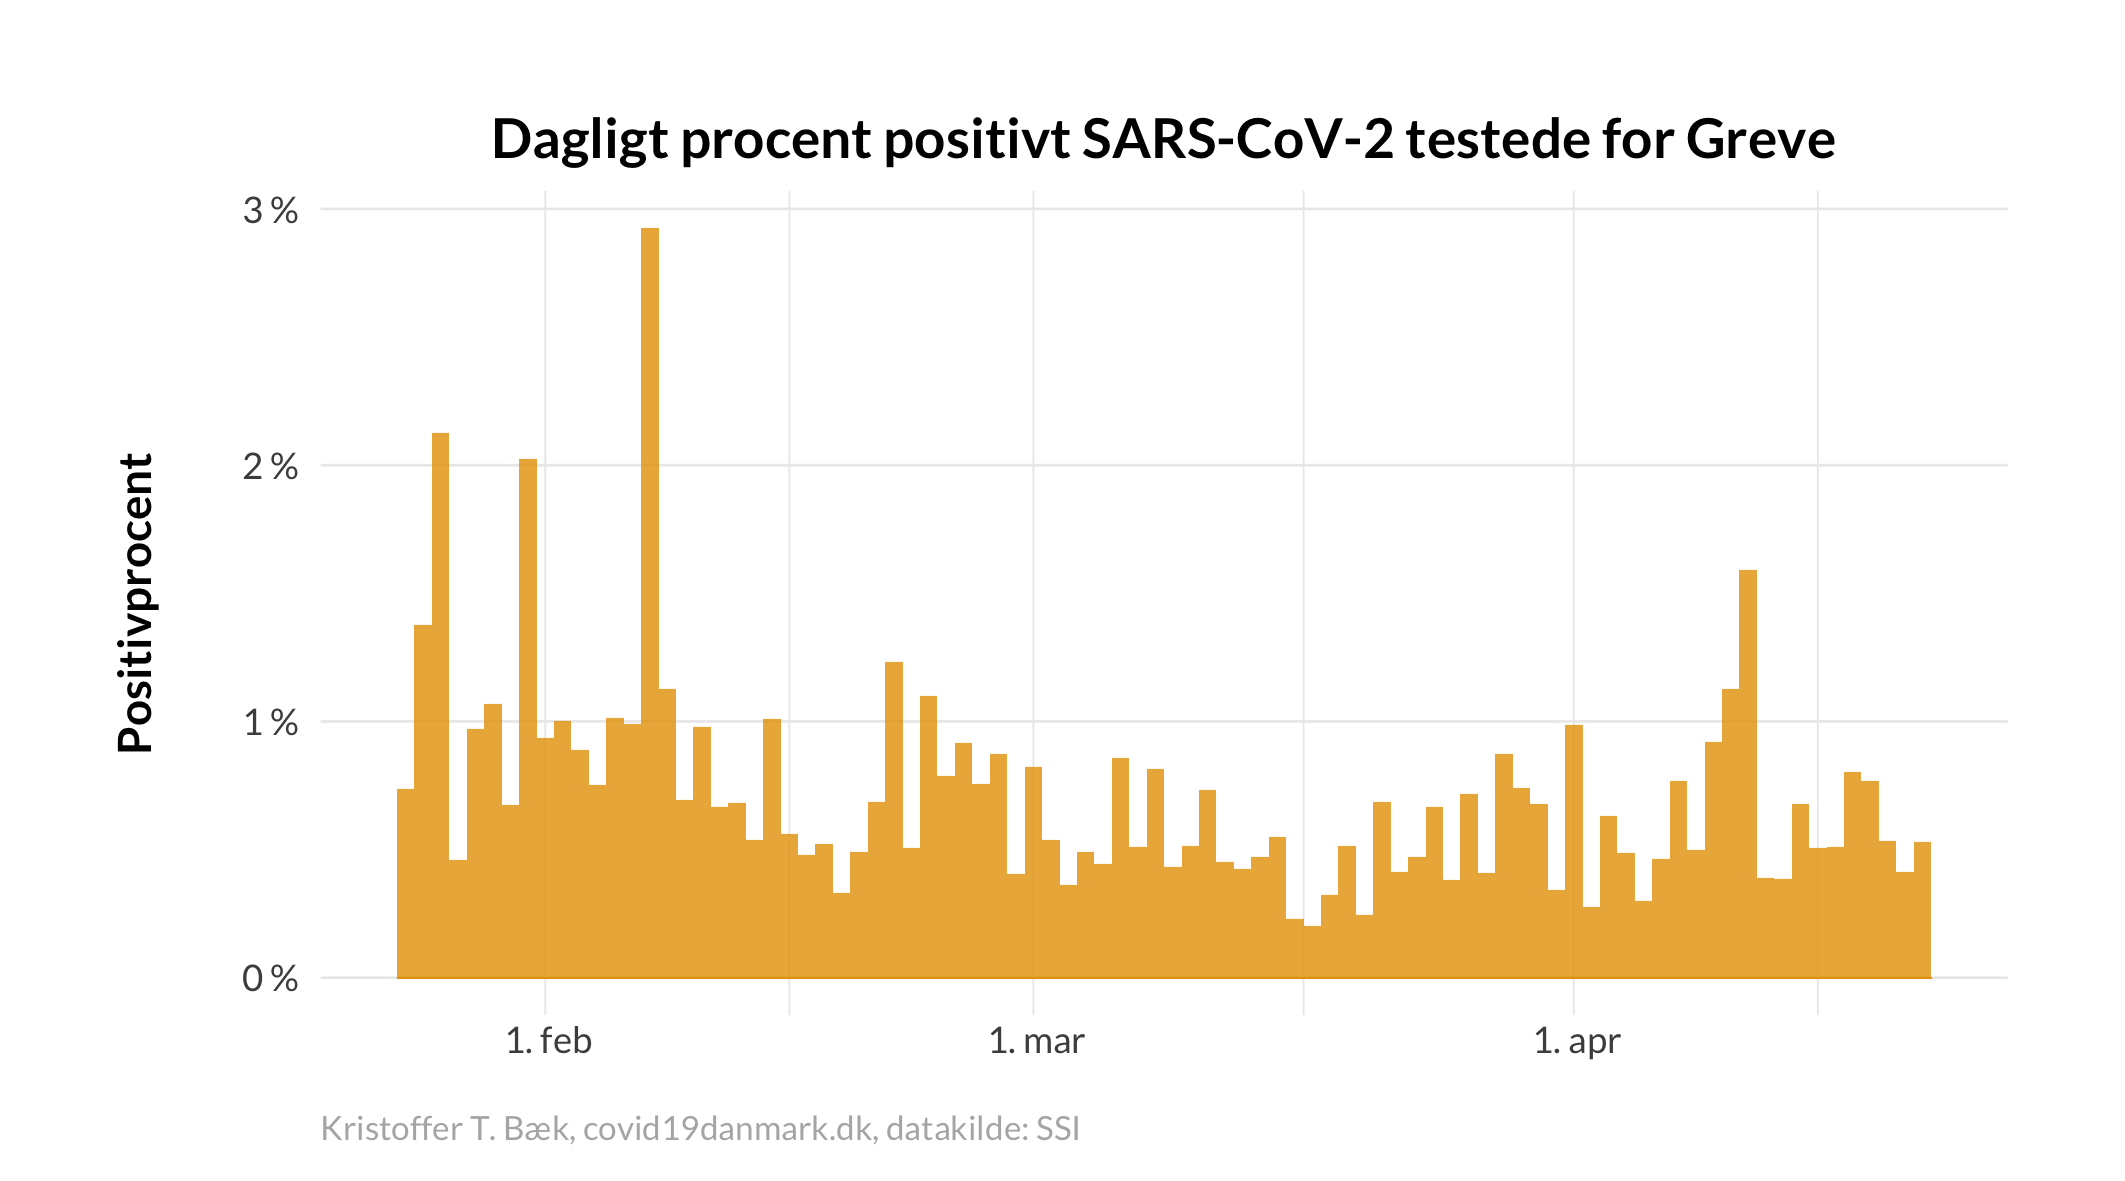 Dagligt procent positivt SARS-CoV-2 testede for Greve
Positivprocent
3 %
2 %
1 %
0 %
1. feb
1. mar
1. apr
Kristoffer T. Bæk, covid19danmark.dk, datakilde: SSI